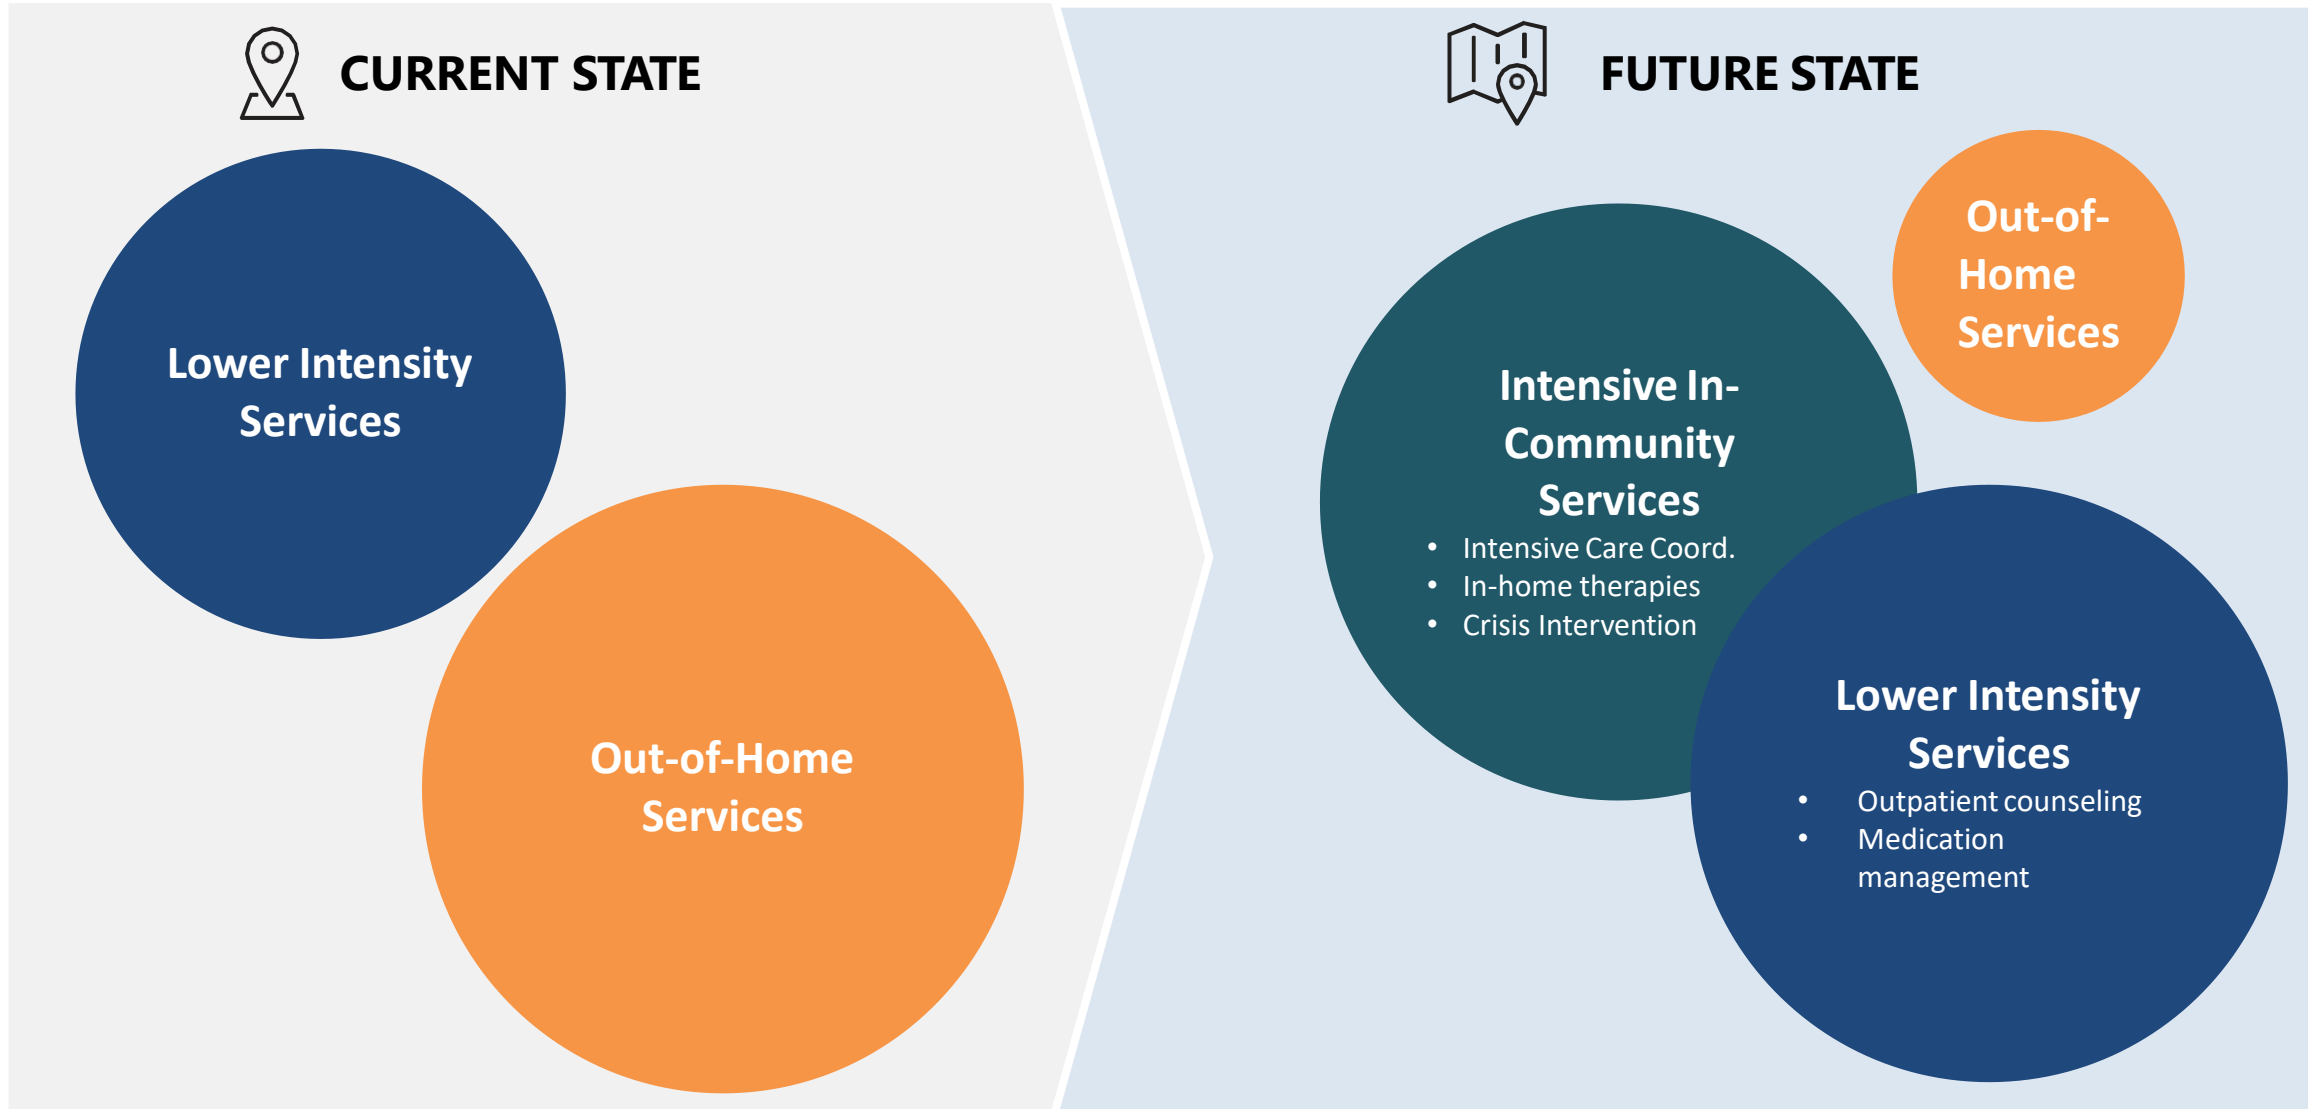 CURRENT STATE
Lower Intensity
Services
Out-of-Home
Services
FUTURE STATE
Out-of-
Home
Services
Intensive In-
Community
Services
• Intensive Care Coord.
• In-home therapies
• Crisis Intervention
Lower Intensity
Services
• Outpatient counseling
• Medication
management